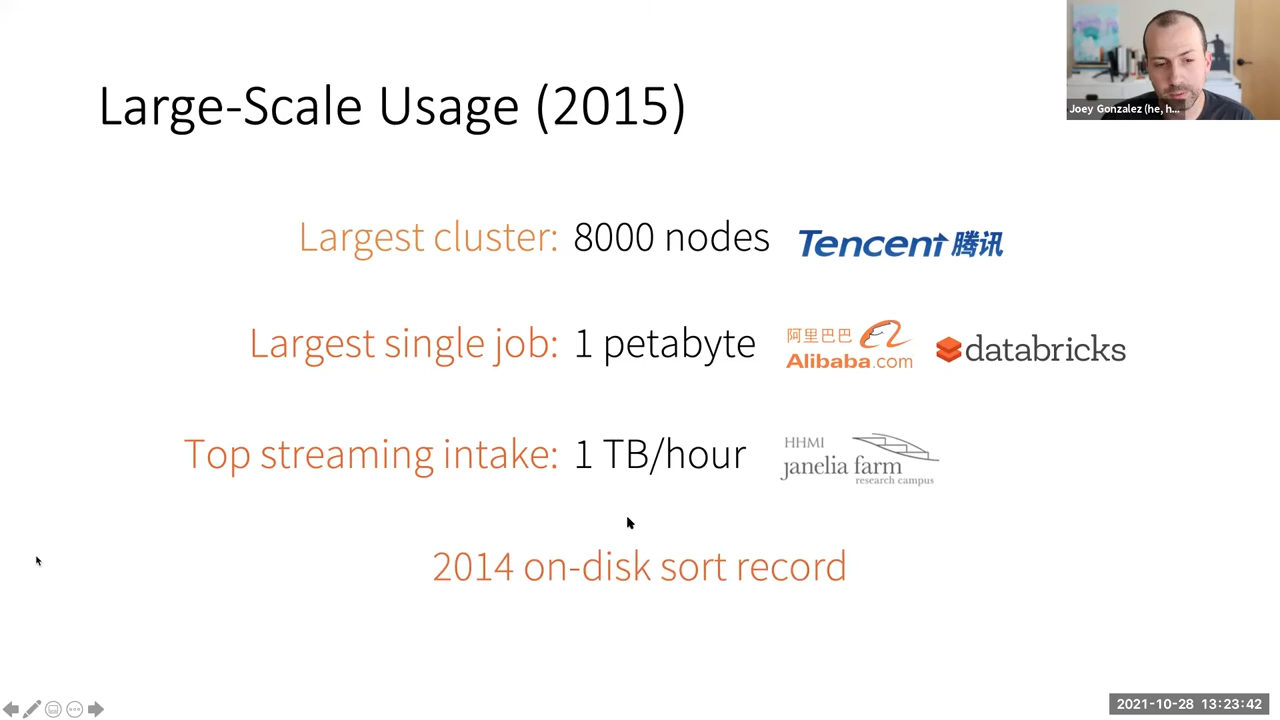 Large-Scale Usage (2015)
Joey Gonzalez (he, h...
Largest cluster: 8000 nodes Tencent 腾讯
Largest single job: 1 petabyte 阿里巴巴 Alibaba.com databricks
Top streaming intake: 1 TB/hour HHMI janelia farm research campus
2014 on-disk sort record
2021-10-28 13:23:42